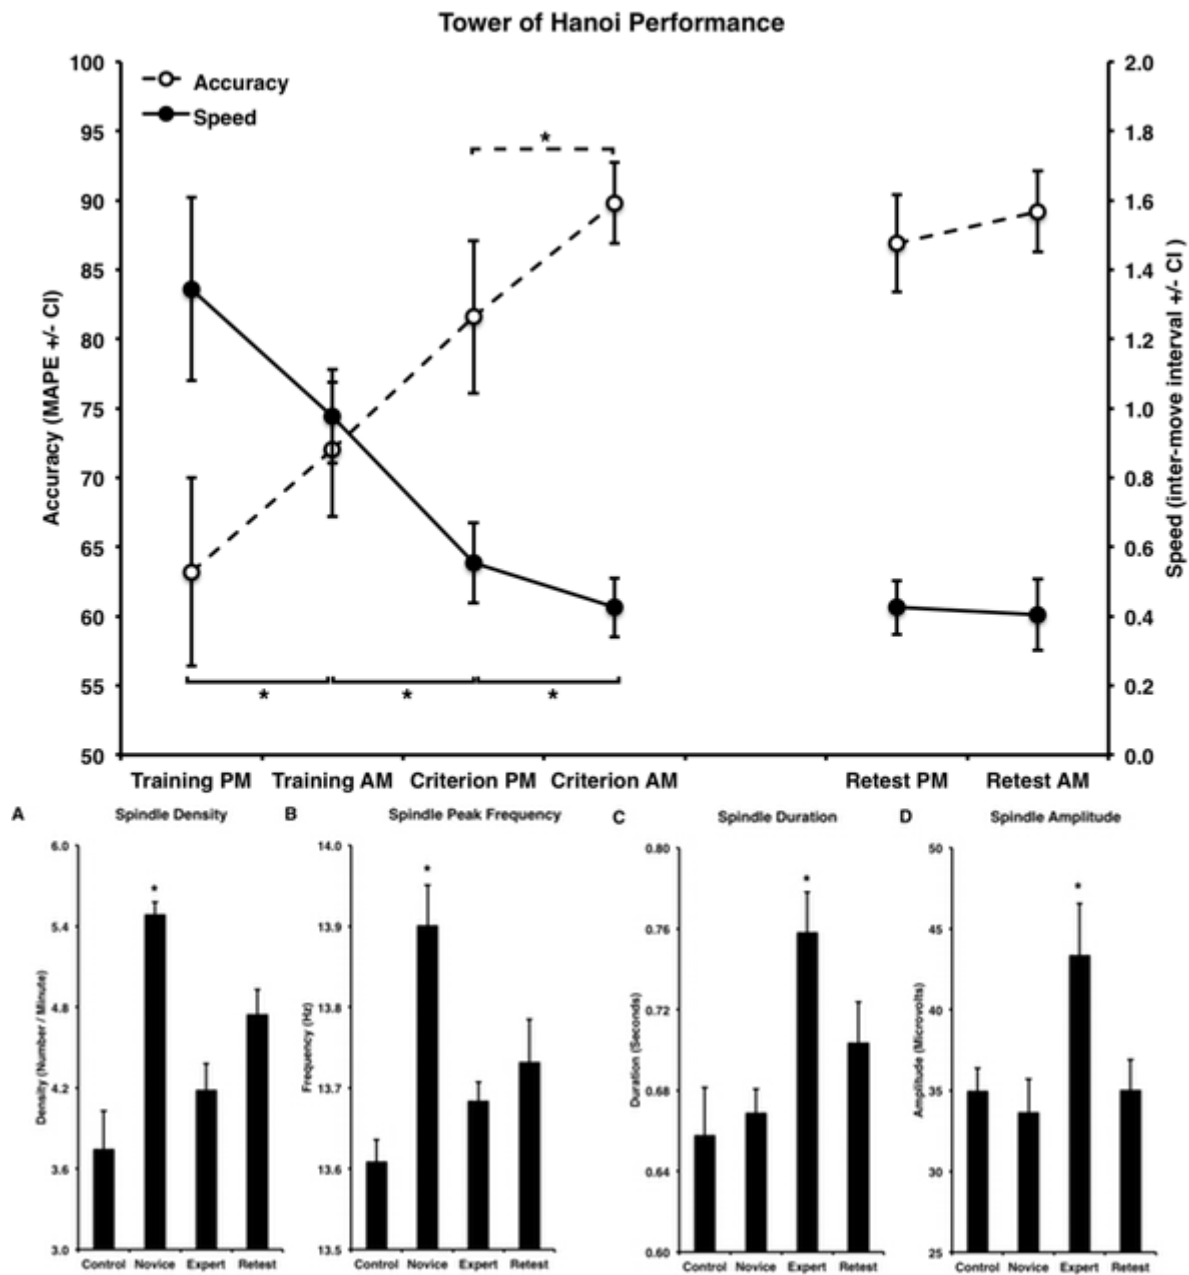 Tower of Hanoi Performance
Accuracy
Speed
100
95
90
85
80
75
70
65
60
55
50
Accuracy (MAPE +/- CI)
2.0
1.8
1.6
1.4
1.2
1.0
0.8
0.6
0.4
0.2
0.0
Speed (inter-move interval +/- CI )
*
* * *
Training PM Training AM Criterion PM Criterion AM Retest PM Retest AM
A Spindle Density
6.0
5.4
4.8
4.2
3.6
3.0
Density (Number / Minute)
*
Control Novice Expert Retest
B Spindle Peak Frequency
14.0
13.9
13.8
13.7
13.6
13.5
Frequency (Hz)
*
Control Novice Expert Retest
C Spindle Duration
0.80
0.76
0.72
0.68
0.64
0.60
Duration (Seconds)
*
Control Novice Expert Retest
D Spindle Amplitude
50
45
40
35
30
25
Amplitude (Microvolts)
*
Control Novice Expert Retest